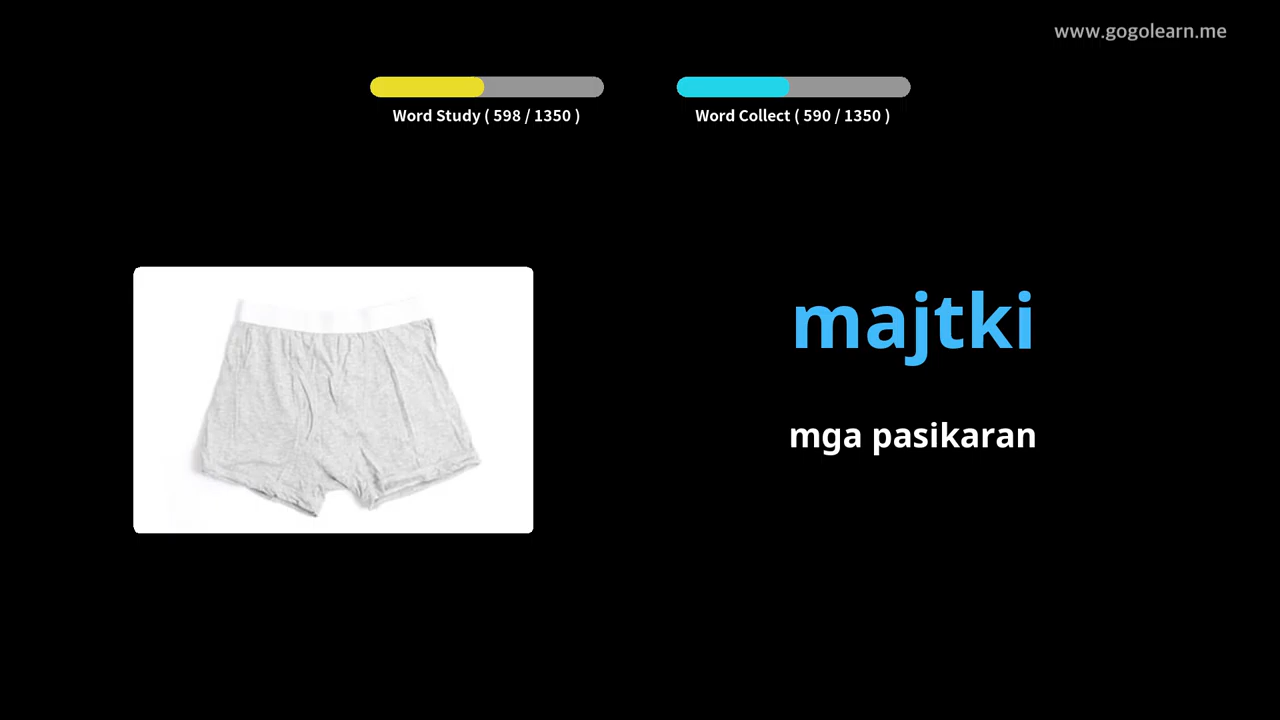 www.gogolearn.me
Word Study ( 598 / 1350 )
Word Collect ( 590 / 1350 )
majtki
mga pasikaran